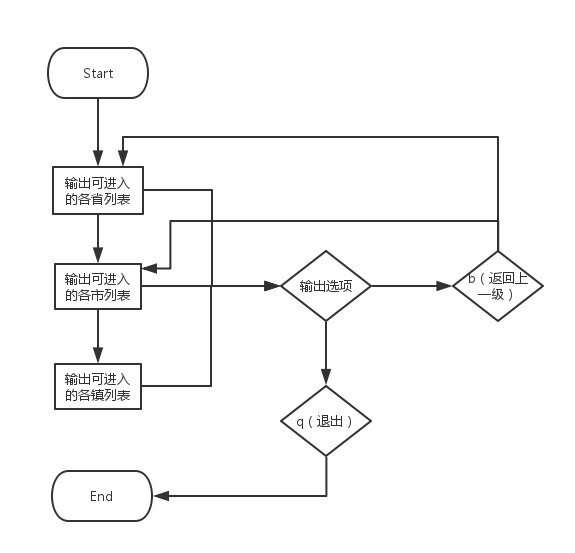 Start
输出可进入
的各省列表
输出可进入
的各市列表
输出选项
b（返回上
一级）
输出可进入
的各镇列表
q（退出）
End